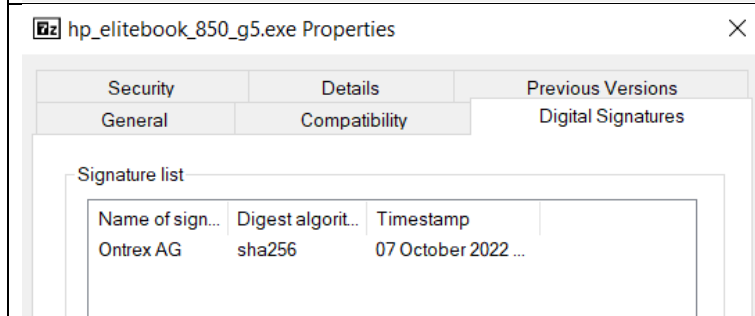 7z hp_elitebook_850_g5.exe Properties
Security Details Previous Versions
General Compatibility Digital Signatures
Signature list
Name of sign... Digest algorit... Timestamp
Ontrex AG sha256 07 October 2022 ...